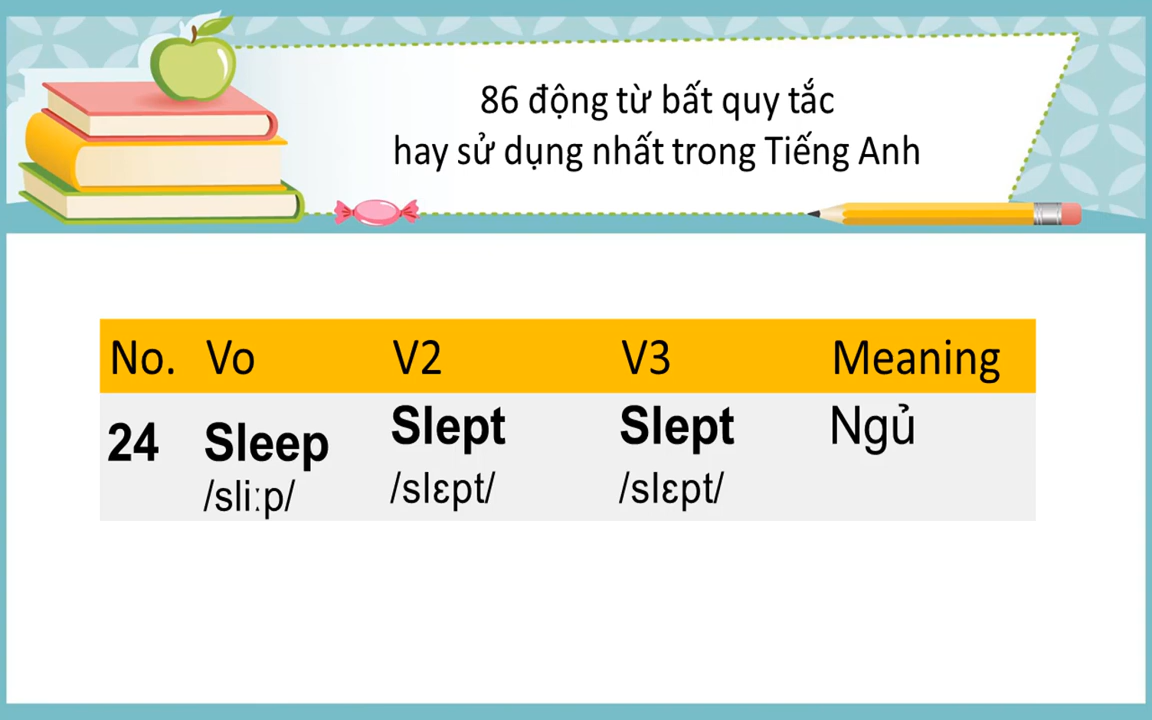 86 động từ bất quy tắc
hay sử dụng nhất trong Tiếng Anh
No. Vo V2 V3 Meaning
24 Sleep Slept Slept Ngủ
/sliːp/ /slɛpt/ /slɛpt/